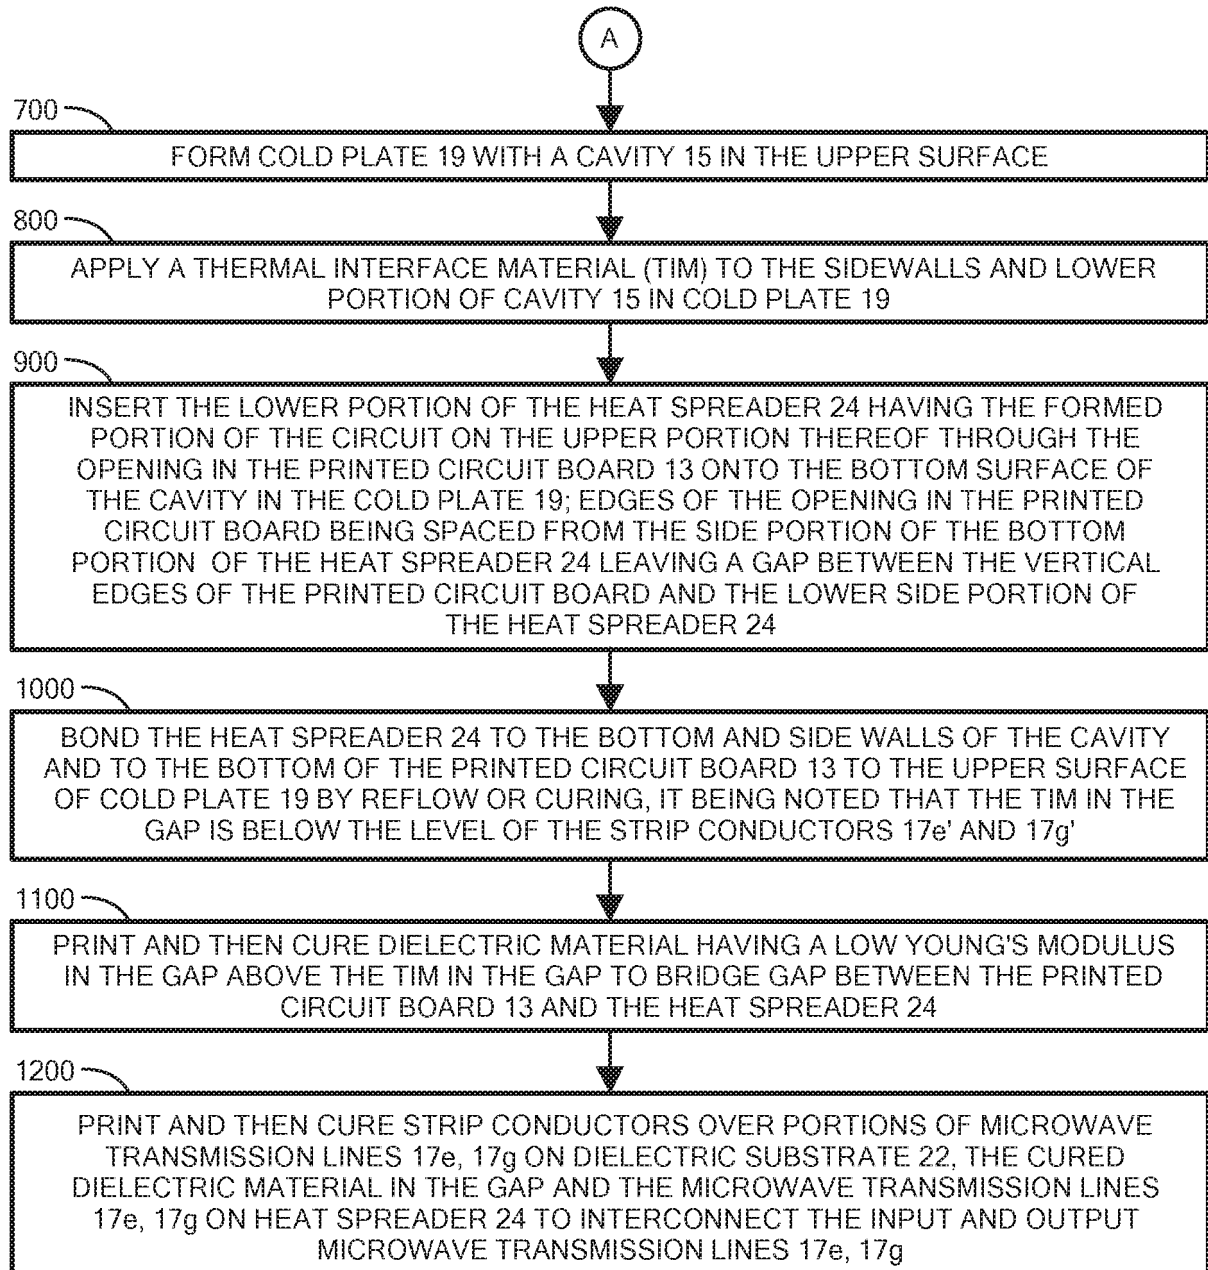 A
700
FORM COLD PLATE 19 WITH A CAVITY 15 IN THE UPPER SURFACE
800
APPLY A THERMAL INTERFACE MATERIAL (TIM) TO THE SIDEWALLS AND LOWER
PORTION OF CAVITY 15 IN COLD PLATE 19
900
INSERT THE LOWER PORTION OF THE HEAT SPREADER 24 HAVING THE FORMED
PORTION OF THE CIRCUIT ON THE UPPER PORTION THEREOF THROUGH THE
OPENING IN THE PRINTED CIRCUIT BOARD 13 ONTO THE BOTTOM SURFACE OF
THE CAVITY IN THE COLD PLATE 19; EDGES OF THE OPENING IN THE PRINTED
CIRCUIT BOARD BEING SPACED FROM THE SIDE PORTION OF THE BOTTOM
PORTION OF THE HEAT SPREADER 24 LEAVING A GAP BETWEEN THE VERTICAL
EDGES OF THE PRINTED CIRCUIT BOARD AND THE LOWER SIDE PORTION OF
THE HEAT SPREADER 24
1000
BOND THE HEAT SPREADER 24 TO THE BOTTOM AND SIDE WALLS OF THE CAVITY
AND TO THE BOTTOM OF THE PRINTED CIRCUIT BOARD 13 TO THE UPPER SURFACE
OF COLD PLATE 19 BY REFLOW OR CURING, IT BEING NOTED THAT THE TIM IN THE
GAP IS BELOW THE LEVEL OF THE STRIP CONDUCTORS 17e' AND 17g'
1100
PRINT AND THEN CURE DIELECTRIC MATERIAL HAVING A LOW YOUNG'S MODULUS
IN THE GAP ABOVE THE TIM IN THE GAP TO BRIDGE GAP BETWEEN THE PRINTED
CIRCUIT BOARD 13 AND THE HEAT SPREADER 24
1200
PRINT AND THEN CURE STRIP CONDUCTORS OVER PORTIONS OF MICROWAVE
TRANSMISSION LINES 17e, 17g ON DIELECTRIC SUBSTRATE 22, THE CURED
DIELECTRIC MATERIAL IN THE GAP AND THE MICROWAVE TRANSMISSION LINES
17e, 17g ON HEAT SPREADER 24 TO INTERCONNECT THE INPUT AND OUTPUT
MICROWAVE TRANSMISSION LINES 17e, 17g